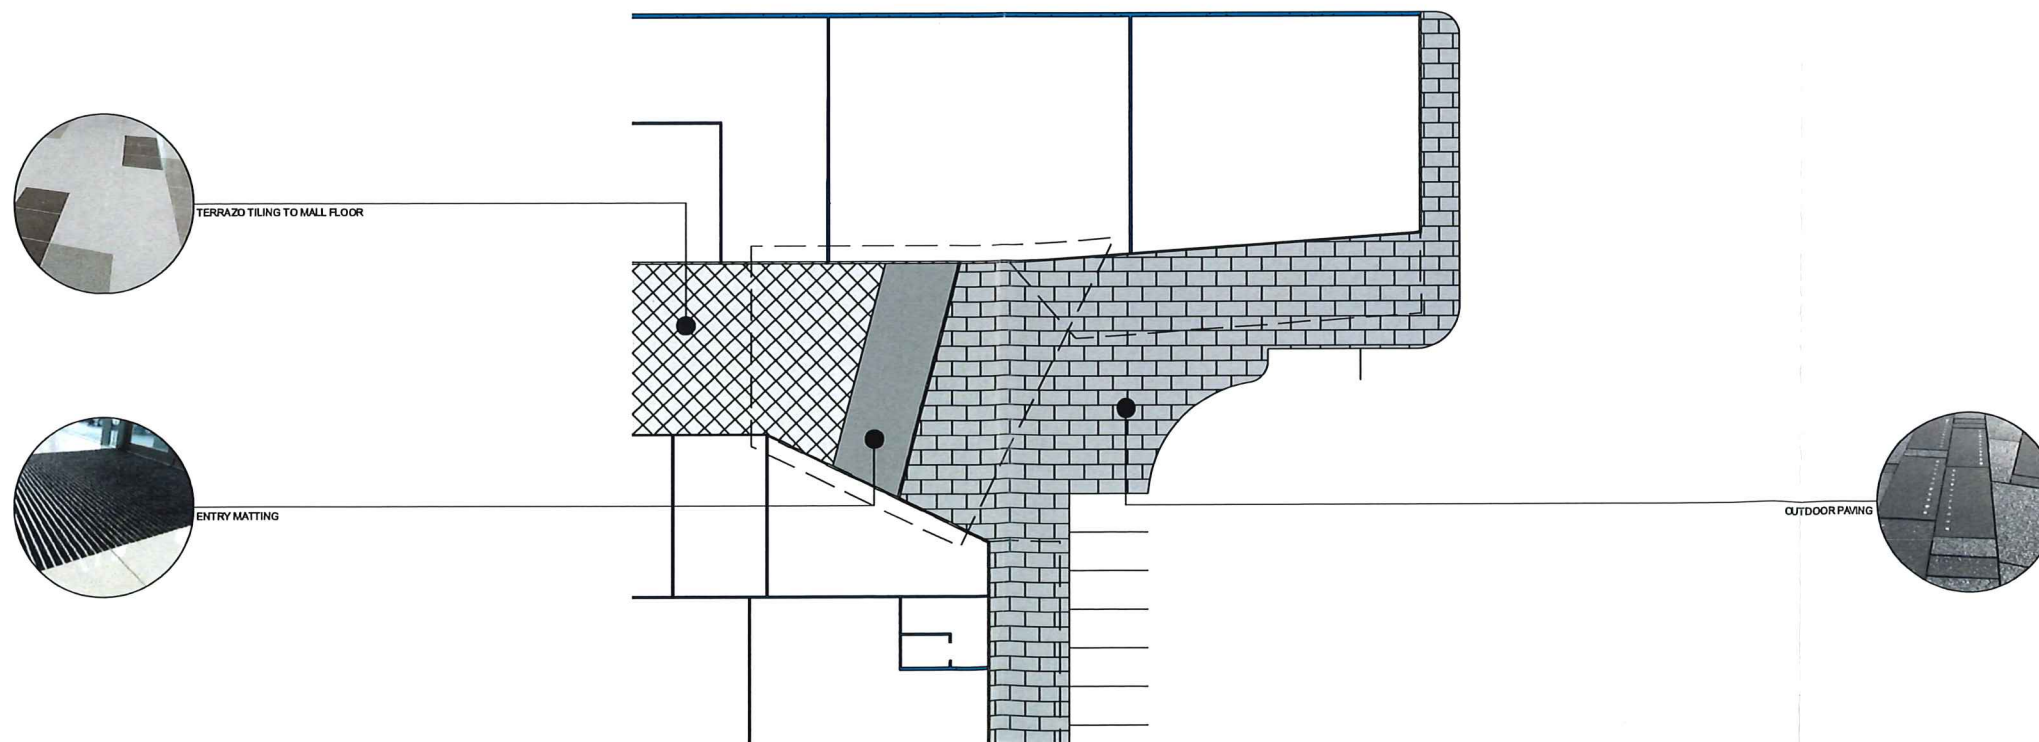 TERRAZO TILING TO MALL FLOOR
ENTRY MATTING
OUTDOOR PAVING